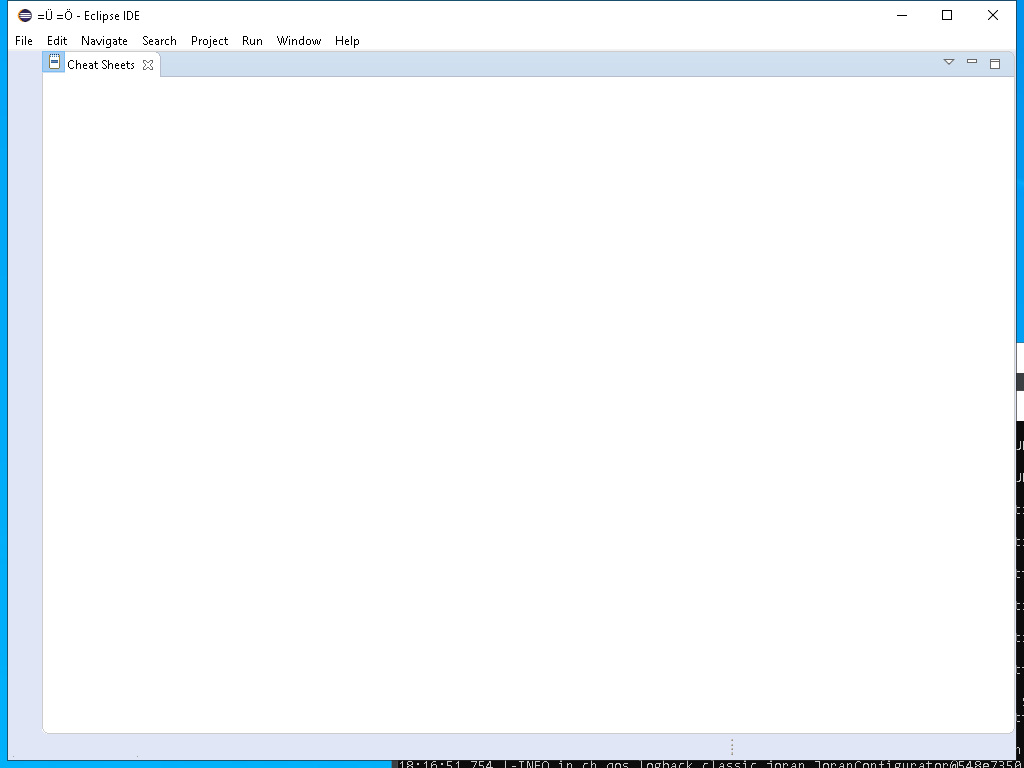 =Ü =Ö - Eclipse IDE
File Edit Navigate Search Project Run Window Help
Cheat Sheets
18:16:51,754 |-INFO in ch.qos.logback.classic.joran.JoranConfigurator@548e7350